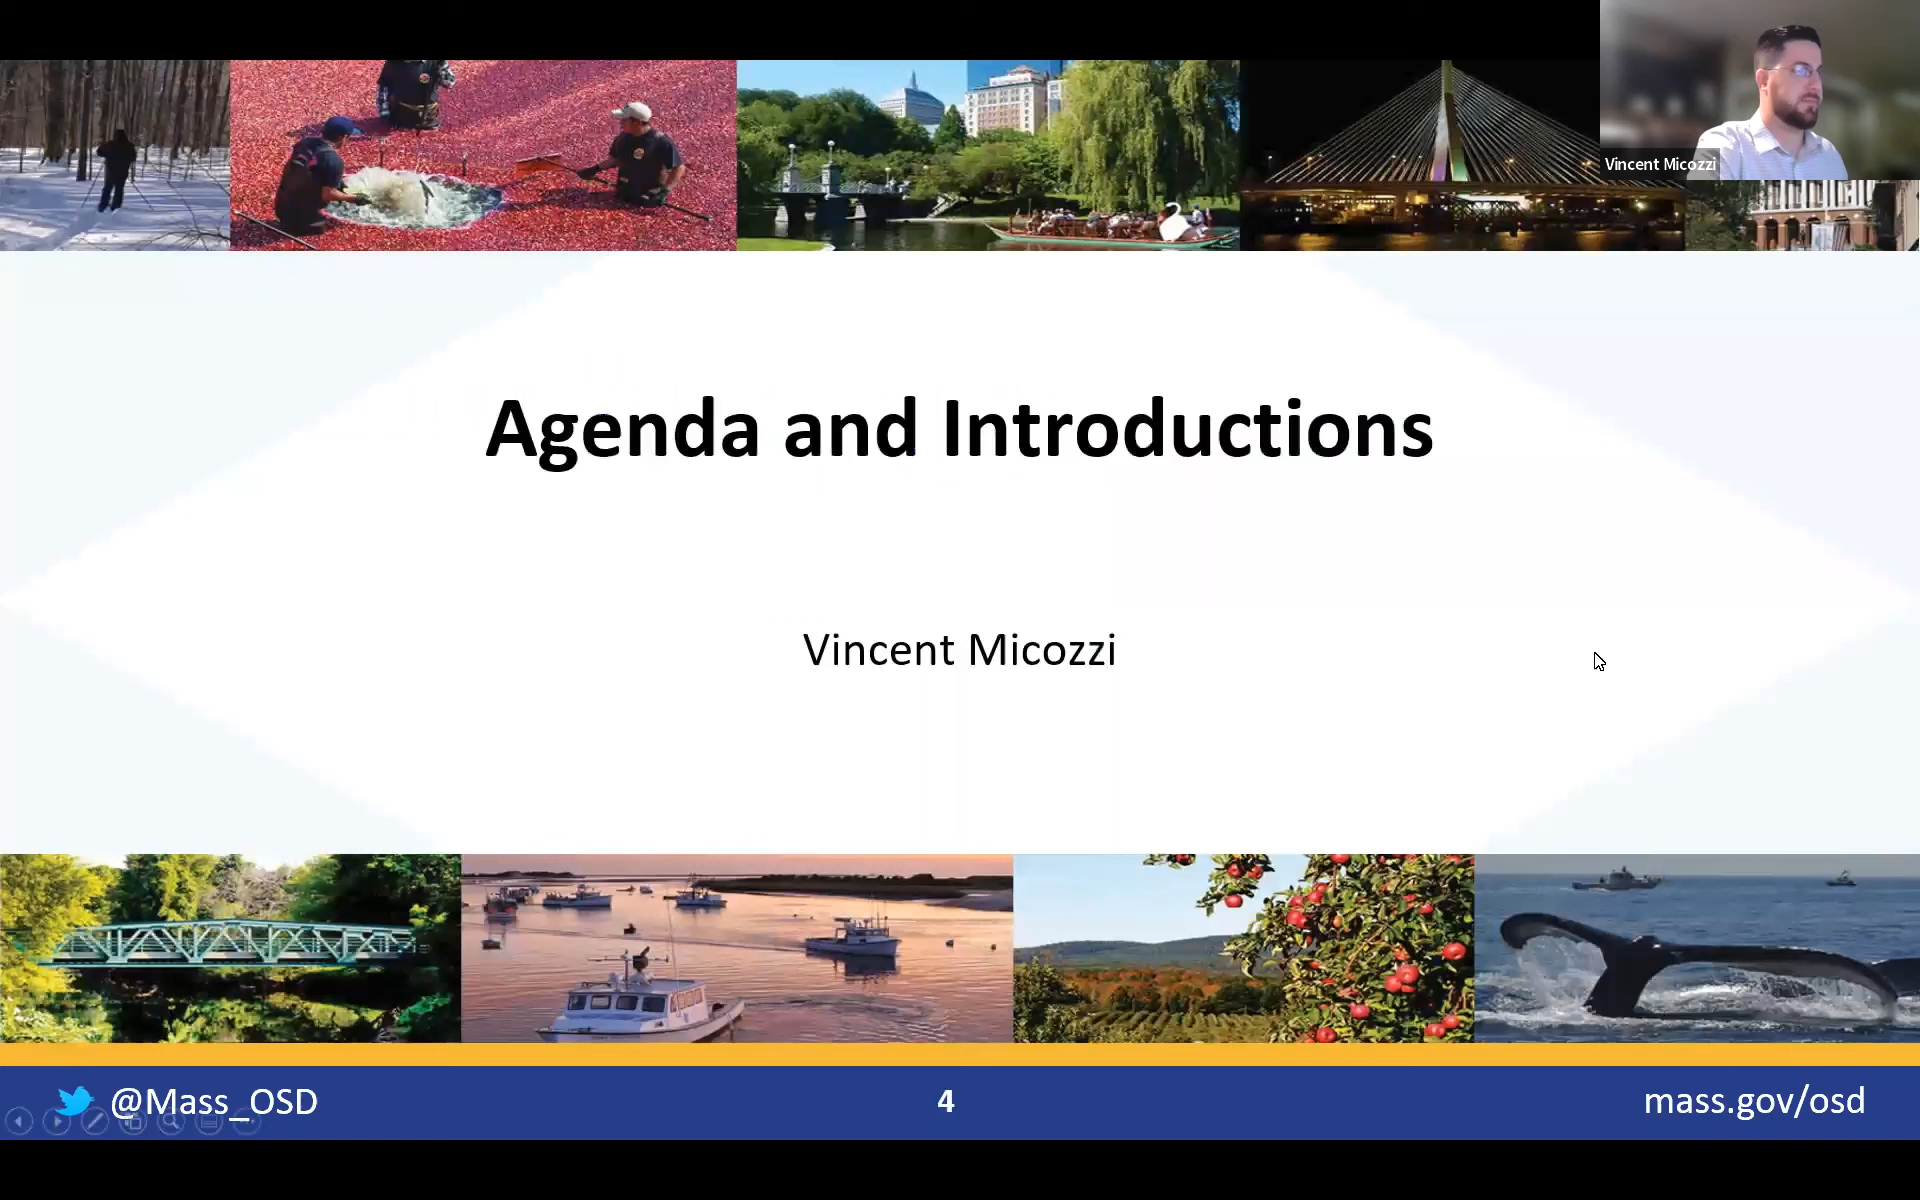 Vincent Micozzi
Agenda and Introductions
Vincent Micozzi
@Mass_OSD
4
mass.gov/osd